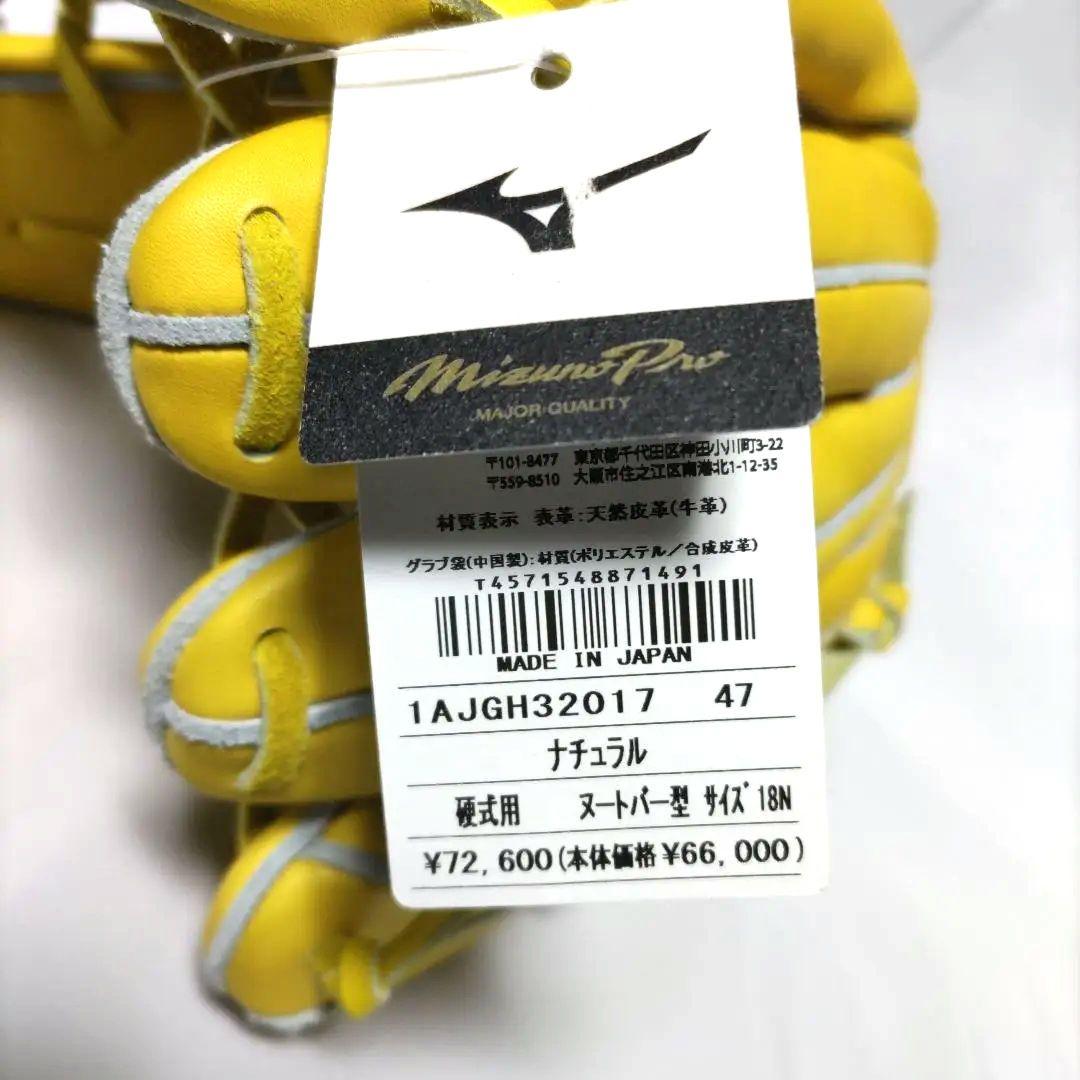 Mizuno Pro
MAJOR QUALITY
〒101-8477 東京都千代田区神田小川町3-22
〒559-8510 大阪市住之江区南港北1-12-35
材質表示 表革:天然皮革(牛革)
グラブ袋(中国製):材質(ポリエステル/合成皮革)
T4571548871491
MADE IN JAPAN
1AJGH32017 47
ナチュラル
硬式用 ヌートバー型 サイズ18N
¥72,600(本体価格¥66,000)